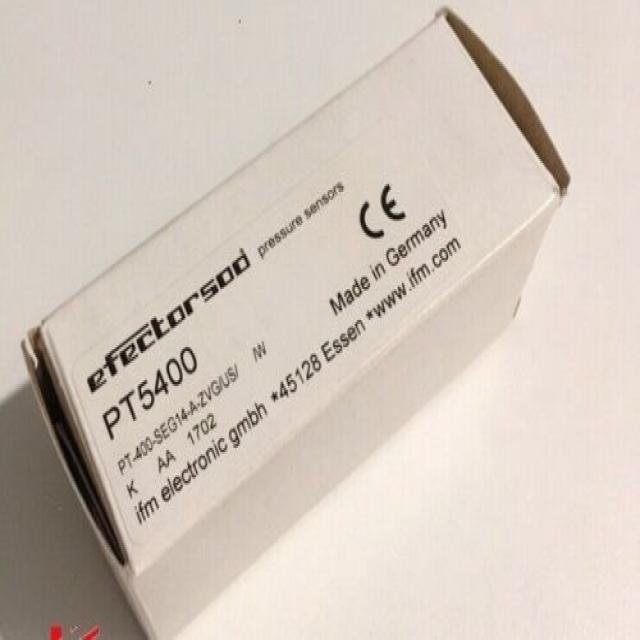 efectorsod pressure sensors
PT5400
PT-400-SEG14-A-ZVG/US/ /W
K AA 1702
CE
Made in Germany
ifm electronic gmbh *45128 Essen *www.ifm.com